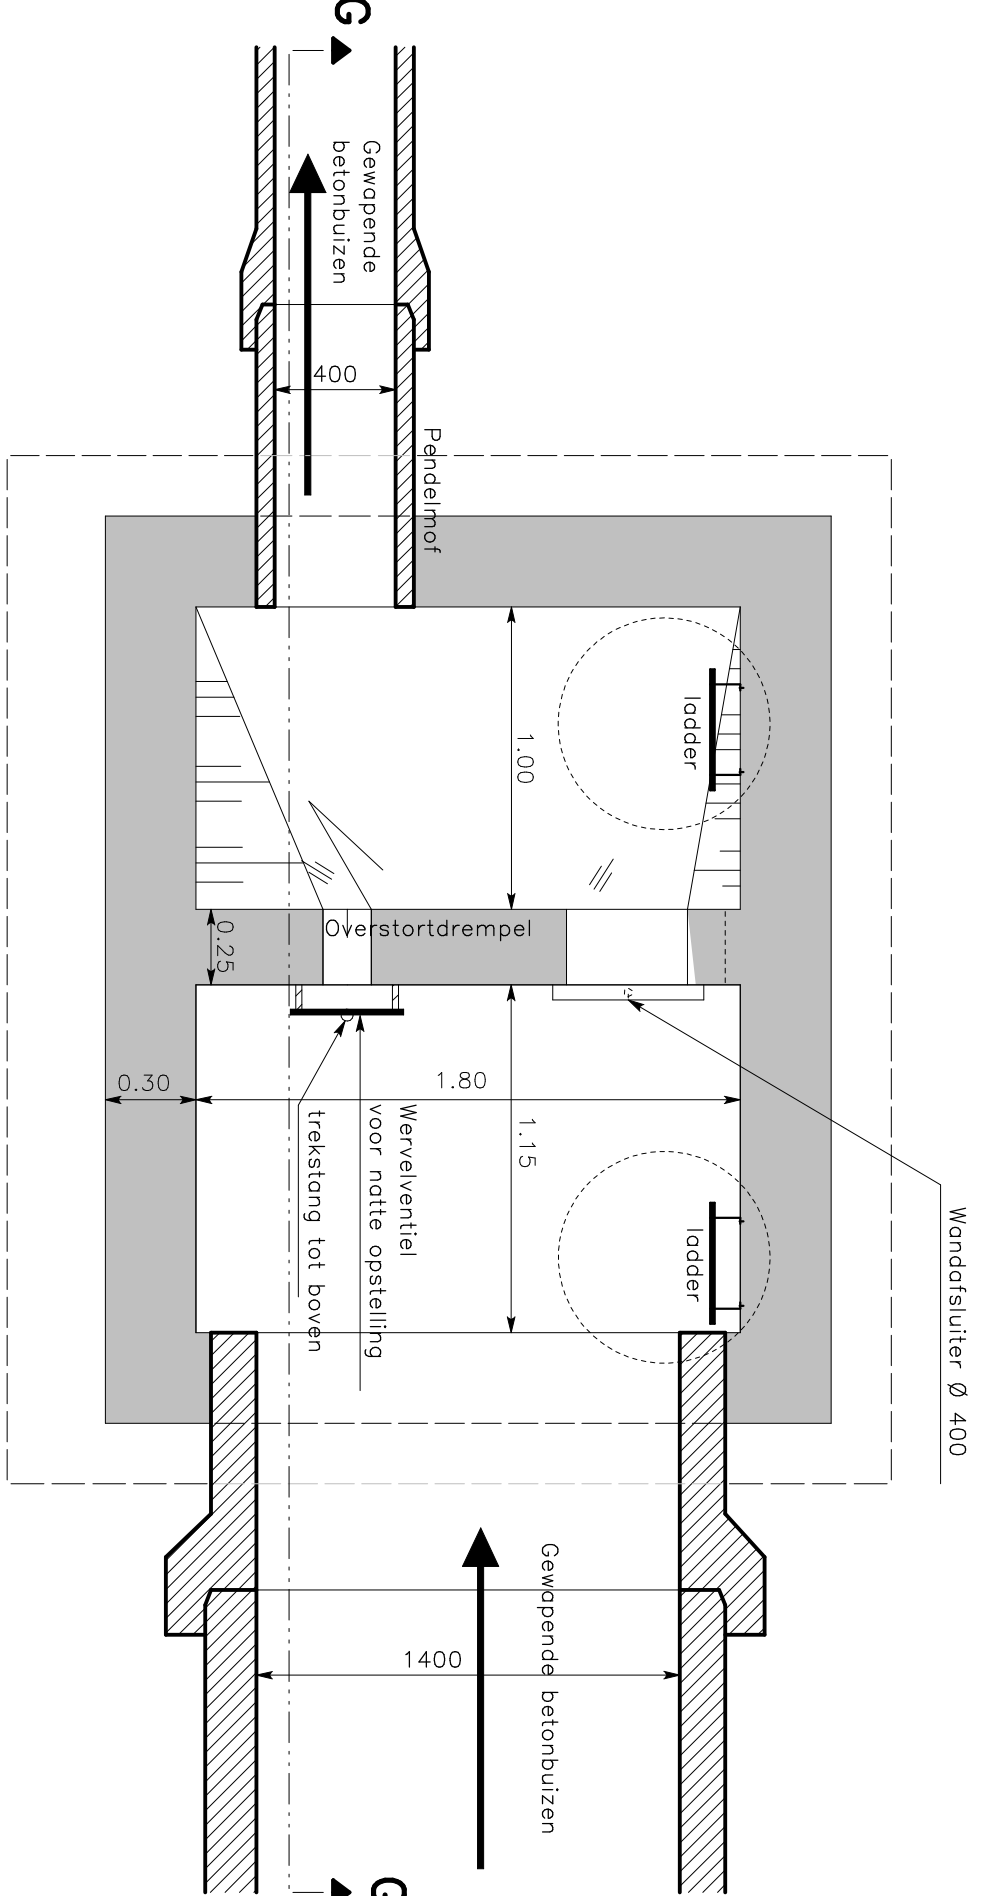 G
Gewapende
betonbuizen
400
Pendelmof
ladder
1.00
Overstortdrempel
0.25
0.30
1.80
1.15
Wervelventiel
voor natte opstelling
trekstang tot boven
ladder
Wandafsluiter Ø 400
Gewapende betonbuizen
1400
G